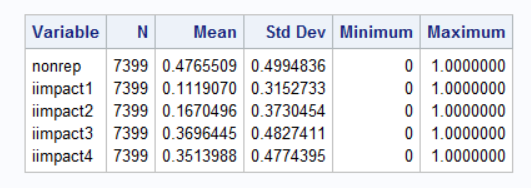 Variable N Mean Std Dev Minimum Maximum
nonrep 7399 0.4765509 0.4994836 0 1.0000000
iimpact1 7399 0.1119070 0.3152733 0 1.0000000
iimpact2 7399 0.1670496 0.3730454 0 1.0000000
iimpact3 7399 0.3696445 0.4827411 0 1.0000000
iimpact4 7399 0.3513988 0.4774395 0 1.0000000